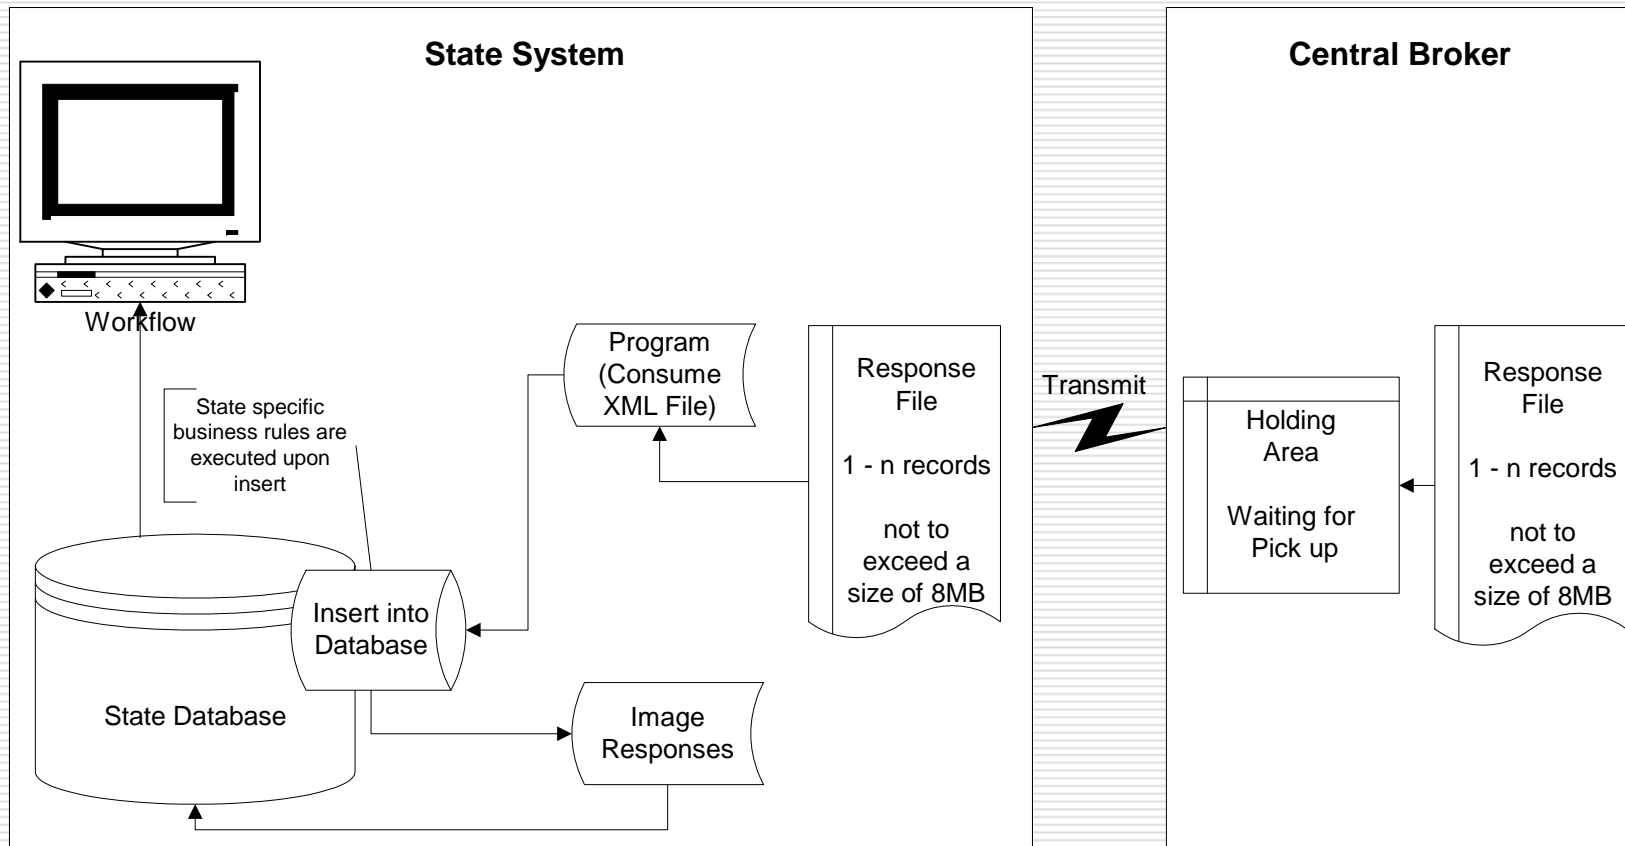 State System
Central Broker
Workflow
State specific
business rules are
executed upon
insert
Program
(Consume
XML File)
Response
File
1 - n records
not to
exceed a
size of 8MB
Transmit
Holding
Area
Waiting for
Pick up
Response
File
1 - n records
not to
exceed a
size of 8MB
Insert into
Database
State Database
Image
Responses